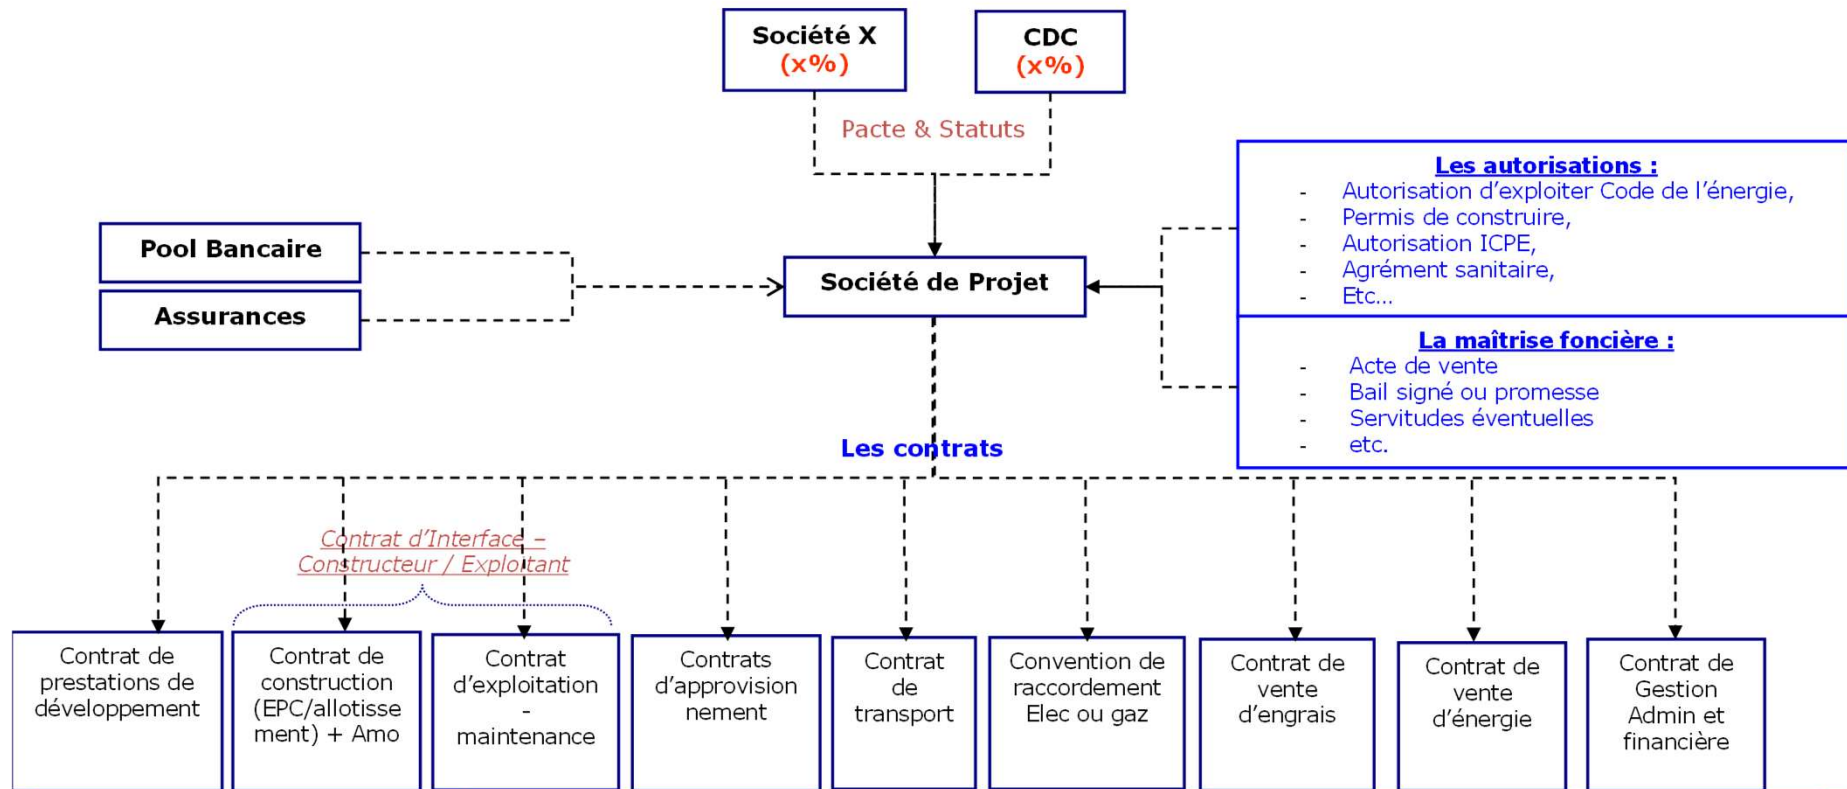 Société X
(x%)
CDC
(x%)
Pacte & Statuts
Les autorisations :
- Autorisation d'exploiter Code de l'énergie,
- Permis de construire,
- Autorisation ICPE,
- Agrément sanitaire,
- Etc...
Pool Bancaire
Assurances
Société de Projet
La maîtrise foncière :
- Acte de vente
- Bail signé ou promesse
- Servitudes éventuelles
- etc.
Les contrats
Contrat d'Interface –
Constructeur / Exploitant
Contrat de
prestations de
développement
Contrat de
construction
(EPC/allotisse
ment) + Amo
Contrat
d'exploitation
-
maintenance
Contrats
d'approvision
nement
Contrat
de
transport
Convention de
raccordement
Elec ou gaz
Contrat de
vente
d'engrais
Contrat de
vente
d'énergie
Contrat de
Gestion
Admin et
financière